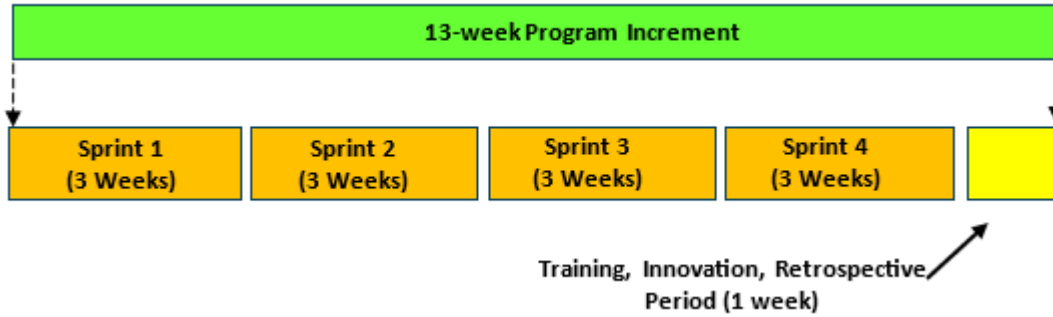 13-week Program Increment
Sprint 1
(3 Weeks)
Sprint 2
(3 Weeks)
Sprint 3
(3 Weeks)
Sprint 4
(3 Weeks)
Training, Innovation, Retrospective
Period (1 week)